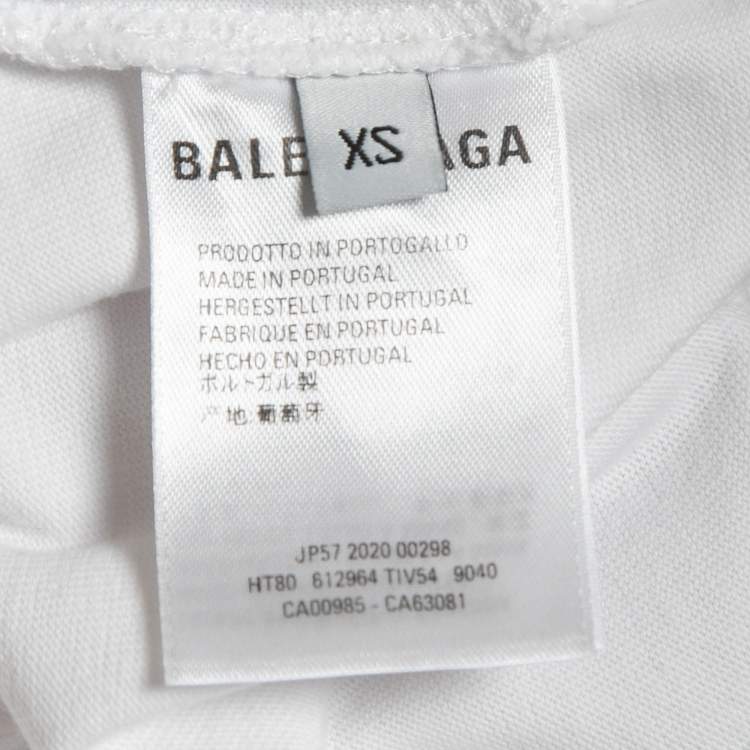 BALE XS AGA
PRODOTTO IN PORTOGALLO
MADE IN PORTUGAL
HERGESTELLT IN PORTUGAL
FABRIQUE EN PORTUGAL
HECHO EN PORTUGAL
ポルトガル製
产地 葡萄牙
JP57 2020 00298
HT80 612964 TIV54 9040
CA00985 - CA63081